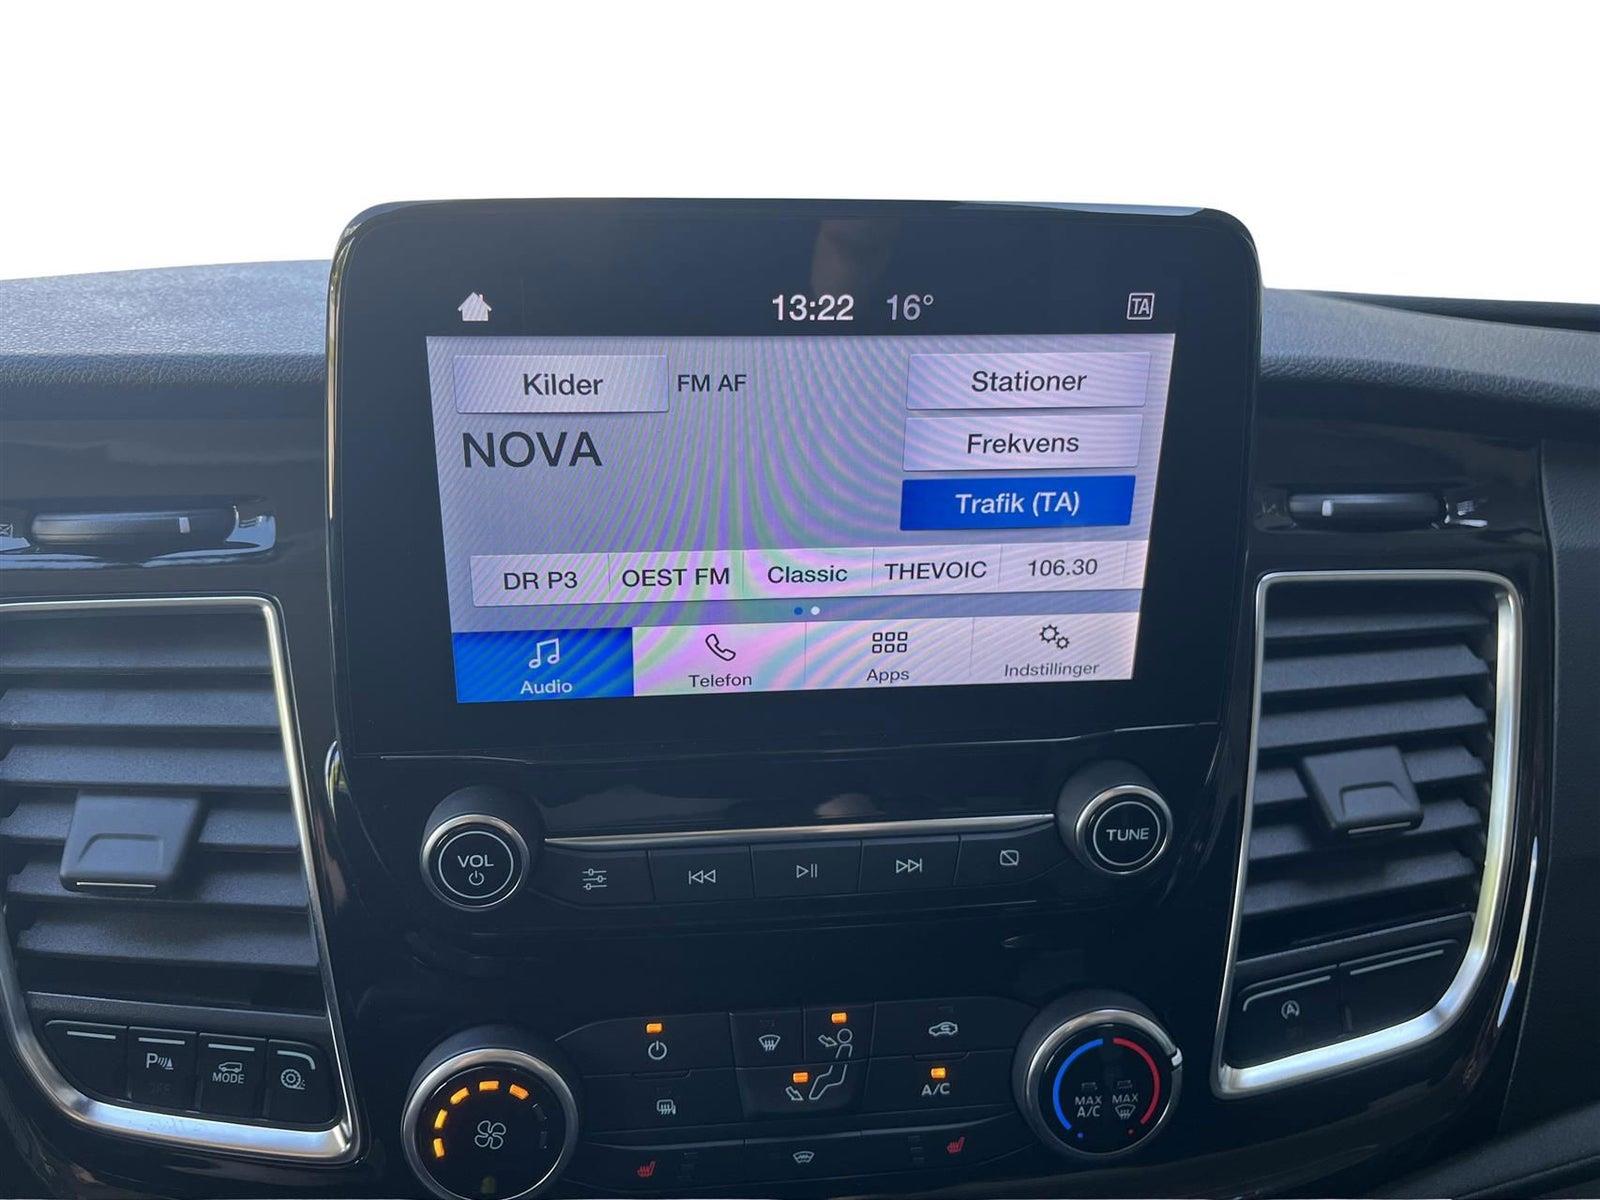 13:22 16° TA
Kilder FM AF Stationer
NOVA Frekvens
Trafik (TA)
DR P3 OEST FM Classic THEVOIC 106.30
Audio Telefon Apps Indstillinger
VOL TUNE
A
P MODE
A/C
MAX A/C MAX